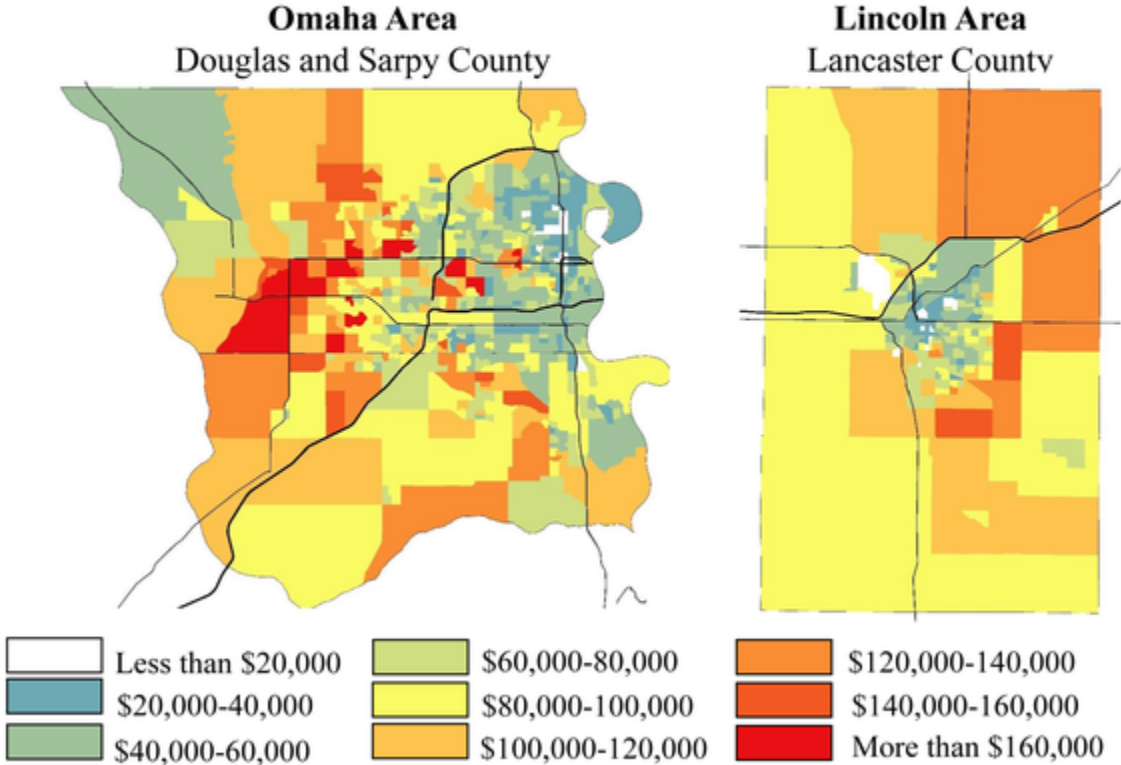 Omaha Area
Douglas and Sarpy County
Lincoln Area
Lancaster County
Less than $20,000
$20,000-40,000
$40,000-60,000
$60,000-80,000
$80,000-100,000
$100,000-120,000
$120,000-140,000
$140,000-160,000
More than $160,000